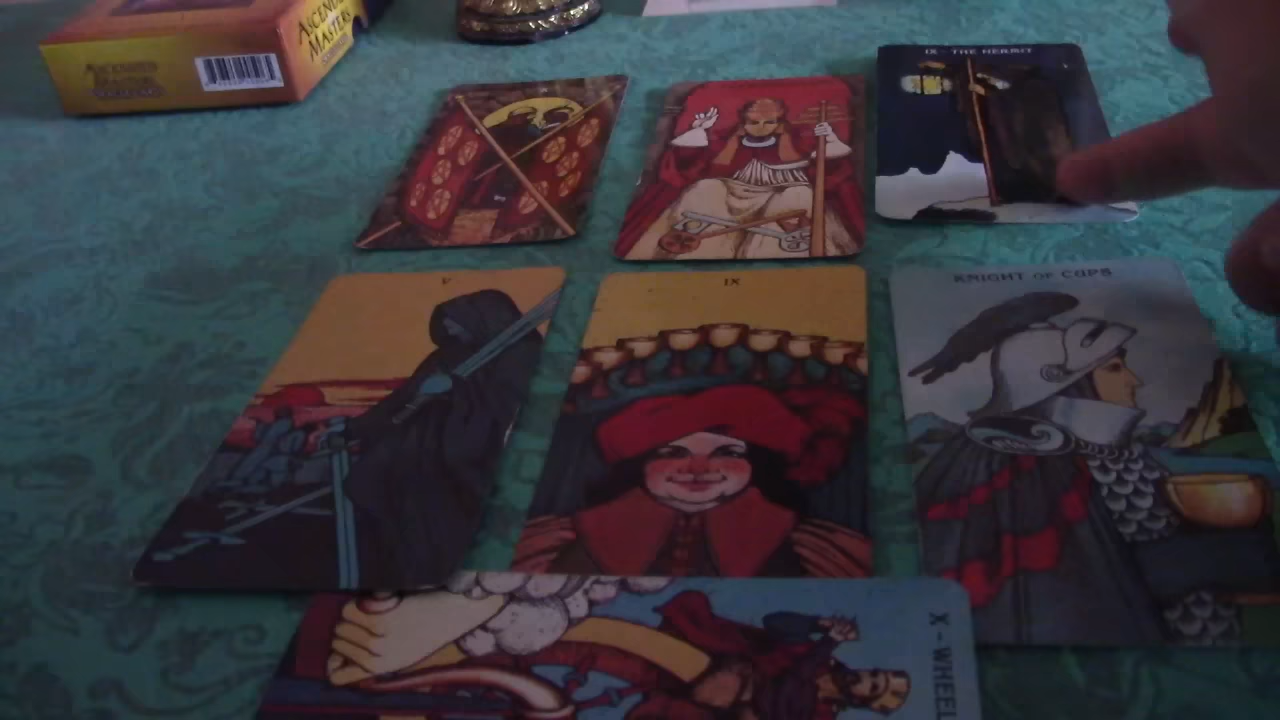 ASCENDED
MASTERS
IX - THE HERMIT
V
IX
KNIGHT OF CUPS
X - WHEEL